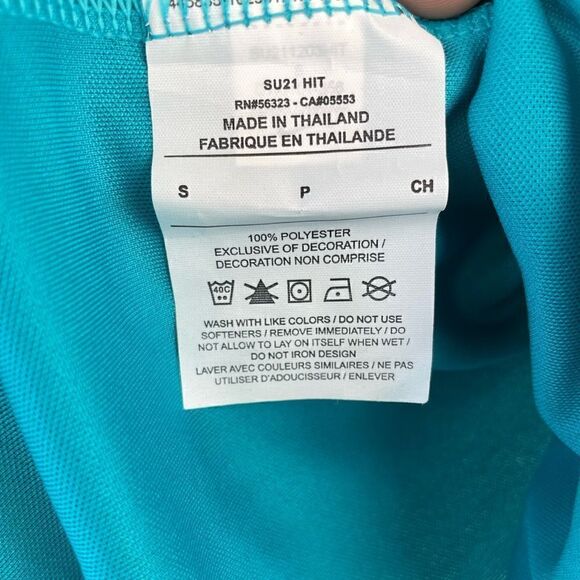 SU21 HIT
RN#56323 - CA#05553
MADE IN THAILAND
FABRIQUE EN THAILANDE
S P CH
100% POLYESTER
EXCLUSIVE OF DECORATION /
DECORATION NON COMPRISE
40C
WASH WITH LIKE COLORS / DO NOT USE
SOFTENERS / REMOVE IMMEDIATELY / DO
NOT ALLOW TO LAY ON ITSELF WHEN WET /
DO NOT IRON DESIGN
LAVER AVEC COULEURS SIMILAIRES / NE PAS
UTILISER D'ADOUCISSEUR / ENLEVER